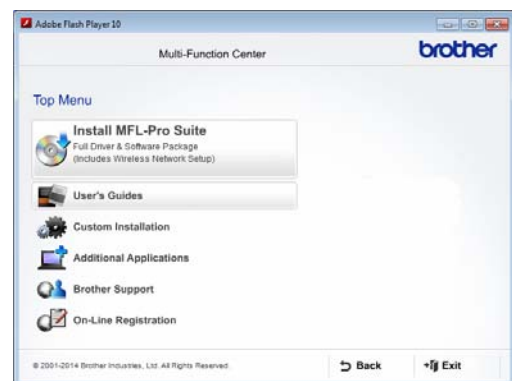 Adobe Flash Player 10
Multi-Function Center
brother
Top Menu
Install MFL-Pro Suite
Full Driver & Software Package
(Includes Wireless Network Setup)
User's Guides
Custom Installation
Additional Applications
Brother Support
On-Line Registration
© 2001-2014 Brother Industries, Ltd. All Rights Reserved.
Back
Exit